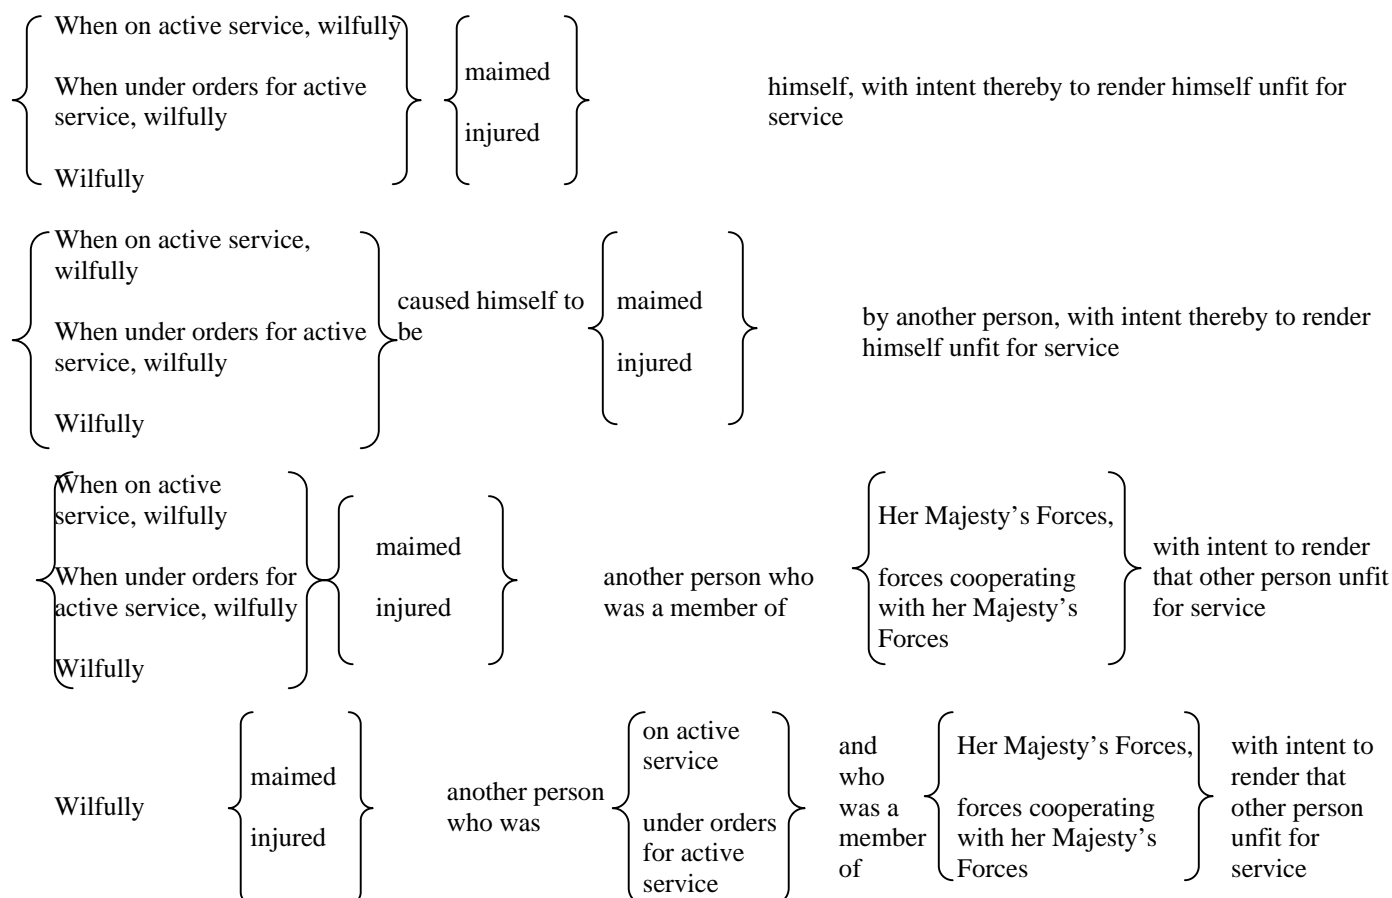 When on active service, wilfully
When under orders for active
service, wilfully
Wilfully
maimed
injured
himself, with intent thereby to render himself unfit for
service
When on active service,
wilfully
When under orders for active
service, wilfully
Wilfully
caused himself to
be
maimed
injured
by another person, with intent thereby to render
himself unfit for service
When on active
service, wilfully
When under orders for
active service, wilfully
Wilfully
maimed
injured
another person who
was a member of
Her Majesty’s Forces,
forces cooperating
with her Majesty’s
Forces
with intent to render
that other person unfit
for service
Wilfully
maimed
injured
another person
who was
on active
service
under orders
for active
service
and
who
was a
member
of
Her Majesty’s Forces,
forces cooperating
with her Majesty’s
Forces
with intent to
render that
other person
unfit for
service